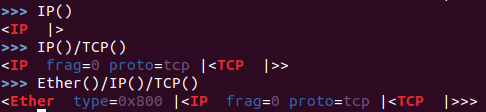 >>> IP()
<IP  |>
>>> IP()/TCP()
<IP  frag=0 proto=tcp |<TCP  |>>
>>> Ether()/IP()/TCP()
<Ether  type=0x800 |<IP  frag=0 proto=tcp |<TCP  |>>>